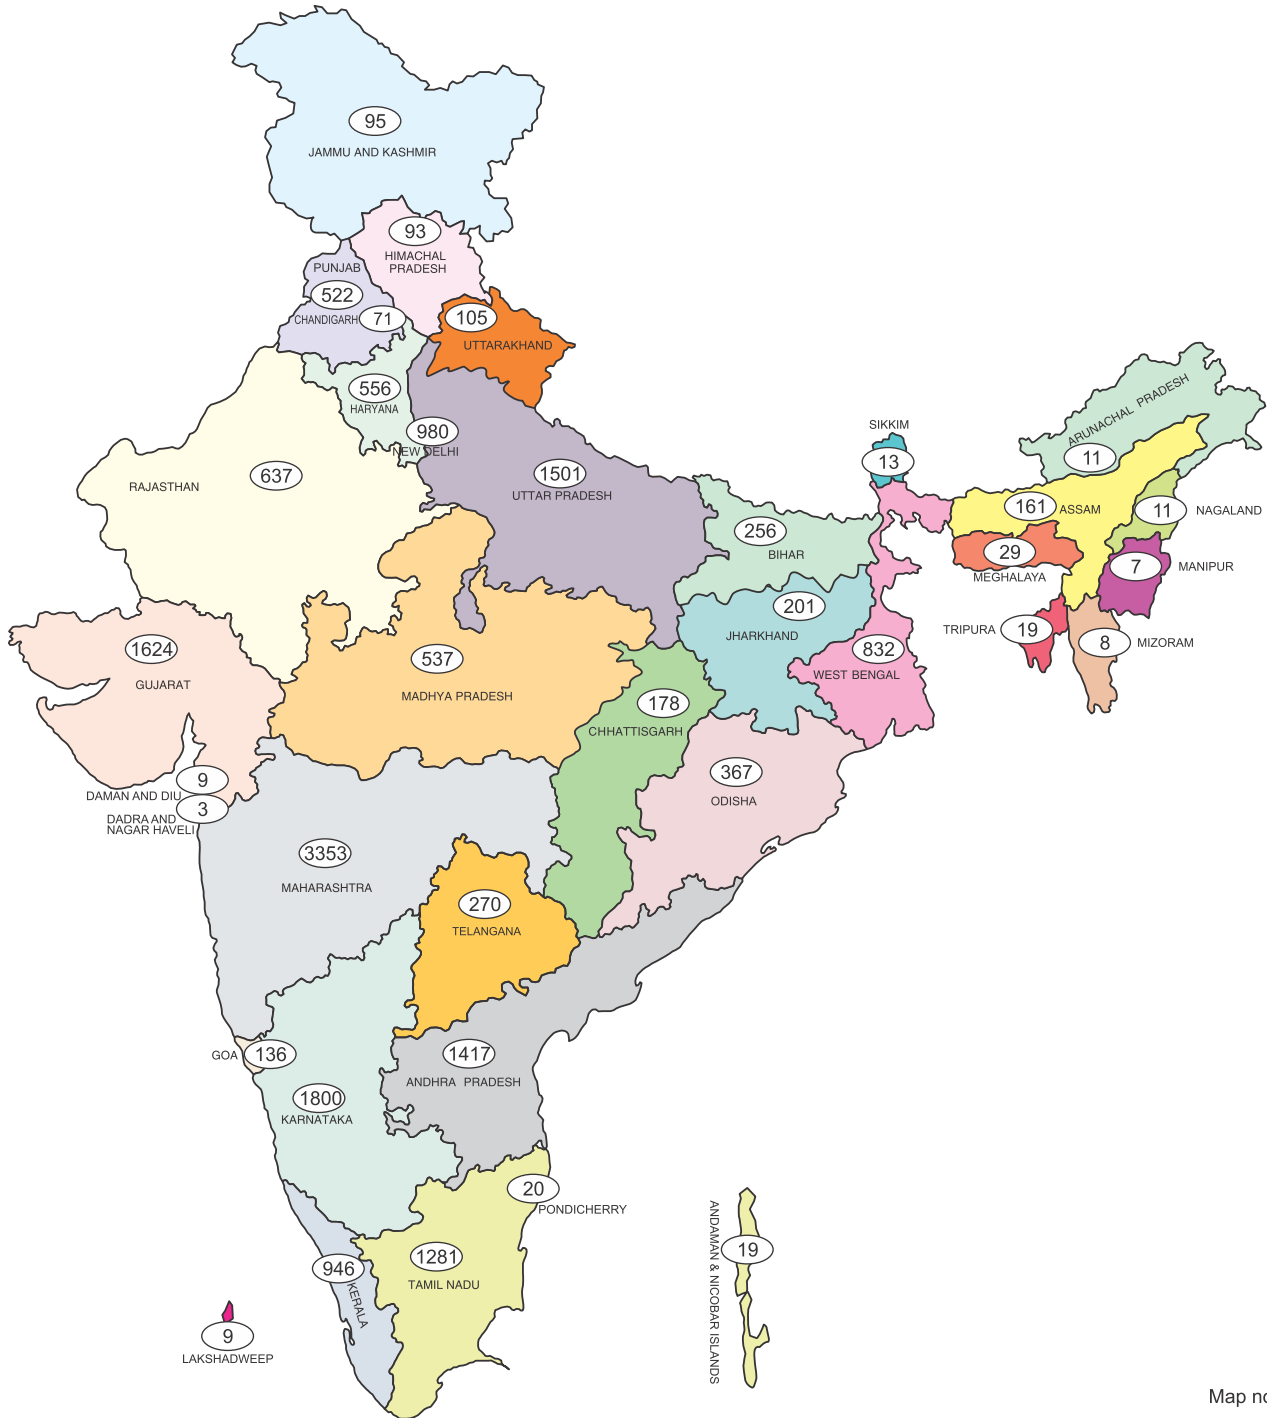 95
JAMMU AND KASHMIR
93
HIMACHAL
PRADESH
PUNJAB
522
CHANDIGARH
71
105
UTTARAKHAND
556
HARYANA
980
NEW DELHI
637
RAJASTHAN
1501
UTTAR PRADESH
SIKKIM
13
ARUNACHAL PRADESH
11
161
ASSAM
11
NAGALAND
256
BIHAR
29
MEGHALAYA
7
MANIPUR
201
JHARKHAND
TRIPURA
19
8
MIZORAM
1624
GUJARAT
537
MADHYA PRADESH
832
WEST BENGAL
178
CHHATTISGARH
367
ODISHA
9
DAMAN AND DIU
3
DADRA AND
NAGAR HAVELI
3353
MAHARASHTRA
270
TELANGANA
GOA
136
1417
ANDHRA PRADESH
1800
KARNATAKA
20
PONDICHERRY
946
KERALA
1281
TAMIL NADU
19
ANDAMAN & NICOBAR ISLANDS
9
LAKSHADWEEP
Map